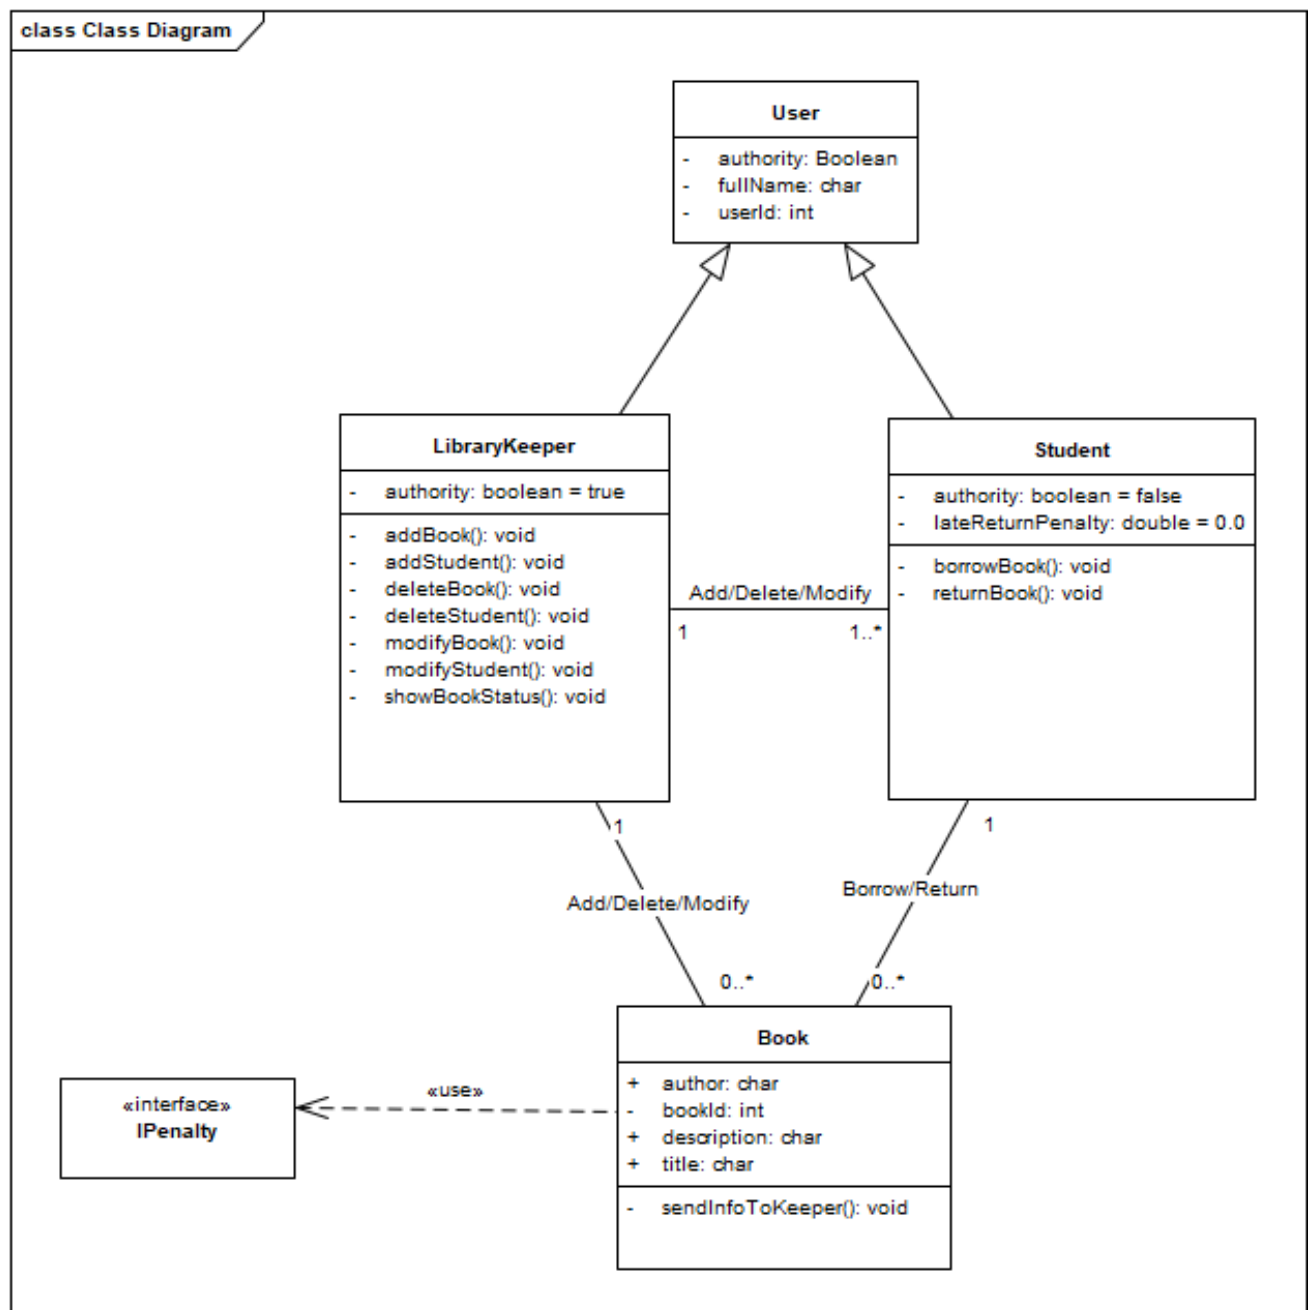 class Class Diagram
User
- authority: Boolean
- fullName: char
- userId: int
LibraryKeeper
- authority: boolean = true
- addBook(): void
- addStudent(): void
- deleteBook(): void
- deleteStudent(): void
- modifyBook(): void
- modifyStudent(): void
- showBookStatus(): void
Student
- authority: boolean = false
- lateReturnPenalty: double = 0.0
- borrowBook(): void
- returnBook(): void
Add/Delete/Modify
1
1..*
1
Add/Delete/Modify
0..*
1
Borrow/Return
0..*
Book
+ author: char
- bookId: int
+ description: char
+ title: char
- sendInfoToKeeper(): void
«use»
«interface»
IPenalty